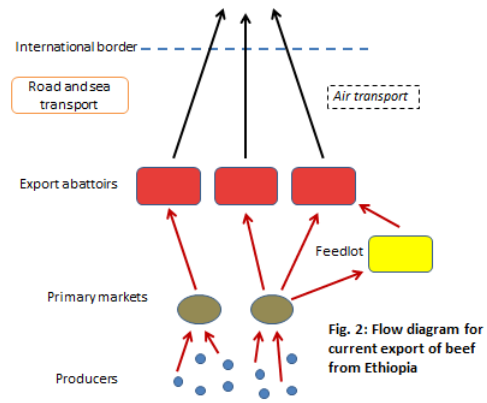 International border
Road and sea
transport
Air transport
Export abattoirs
Feedlot
Primary markets
Fig. 2: Flow diagram for
current export of beef
from Ethiopia
Producers